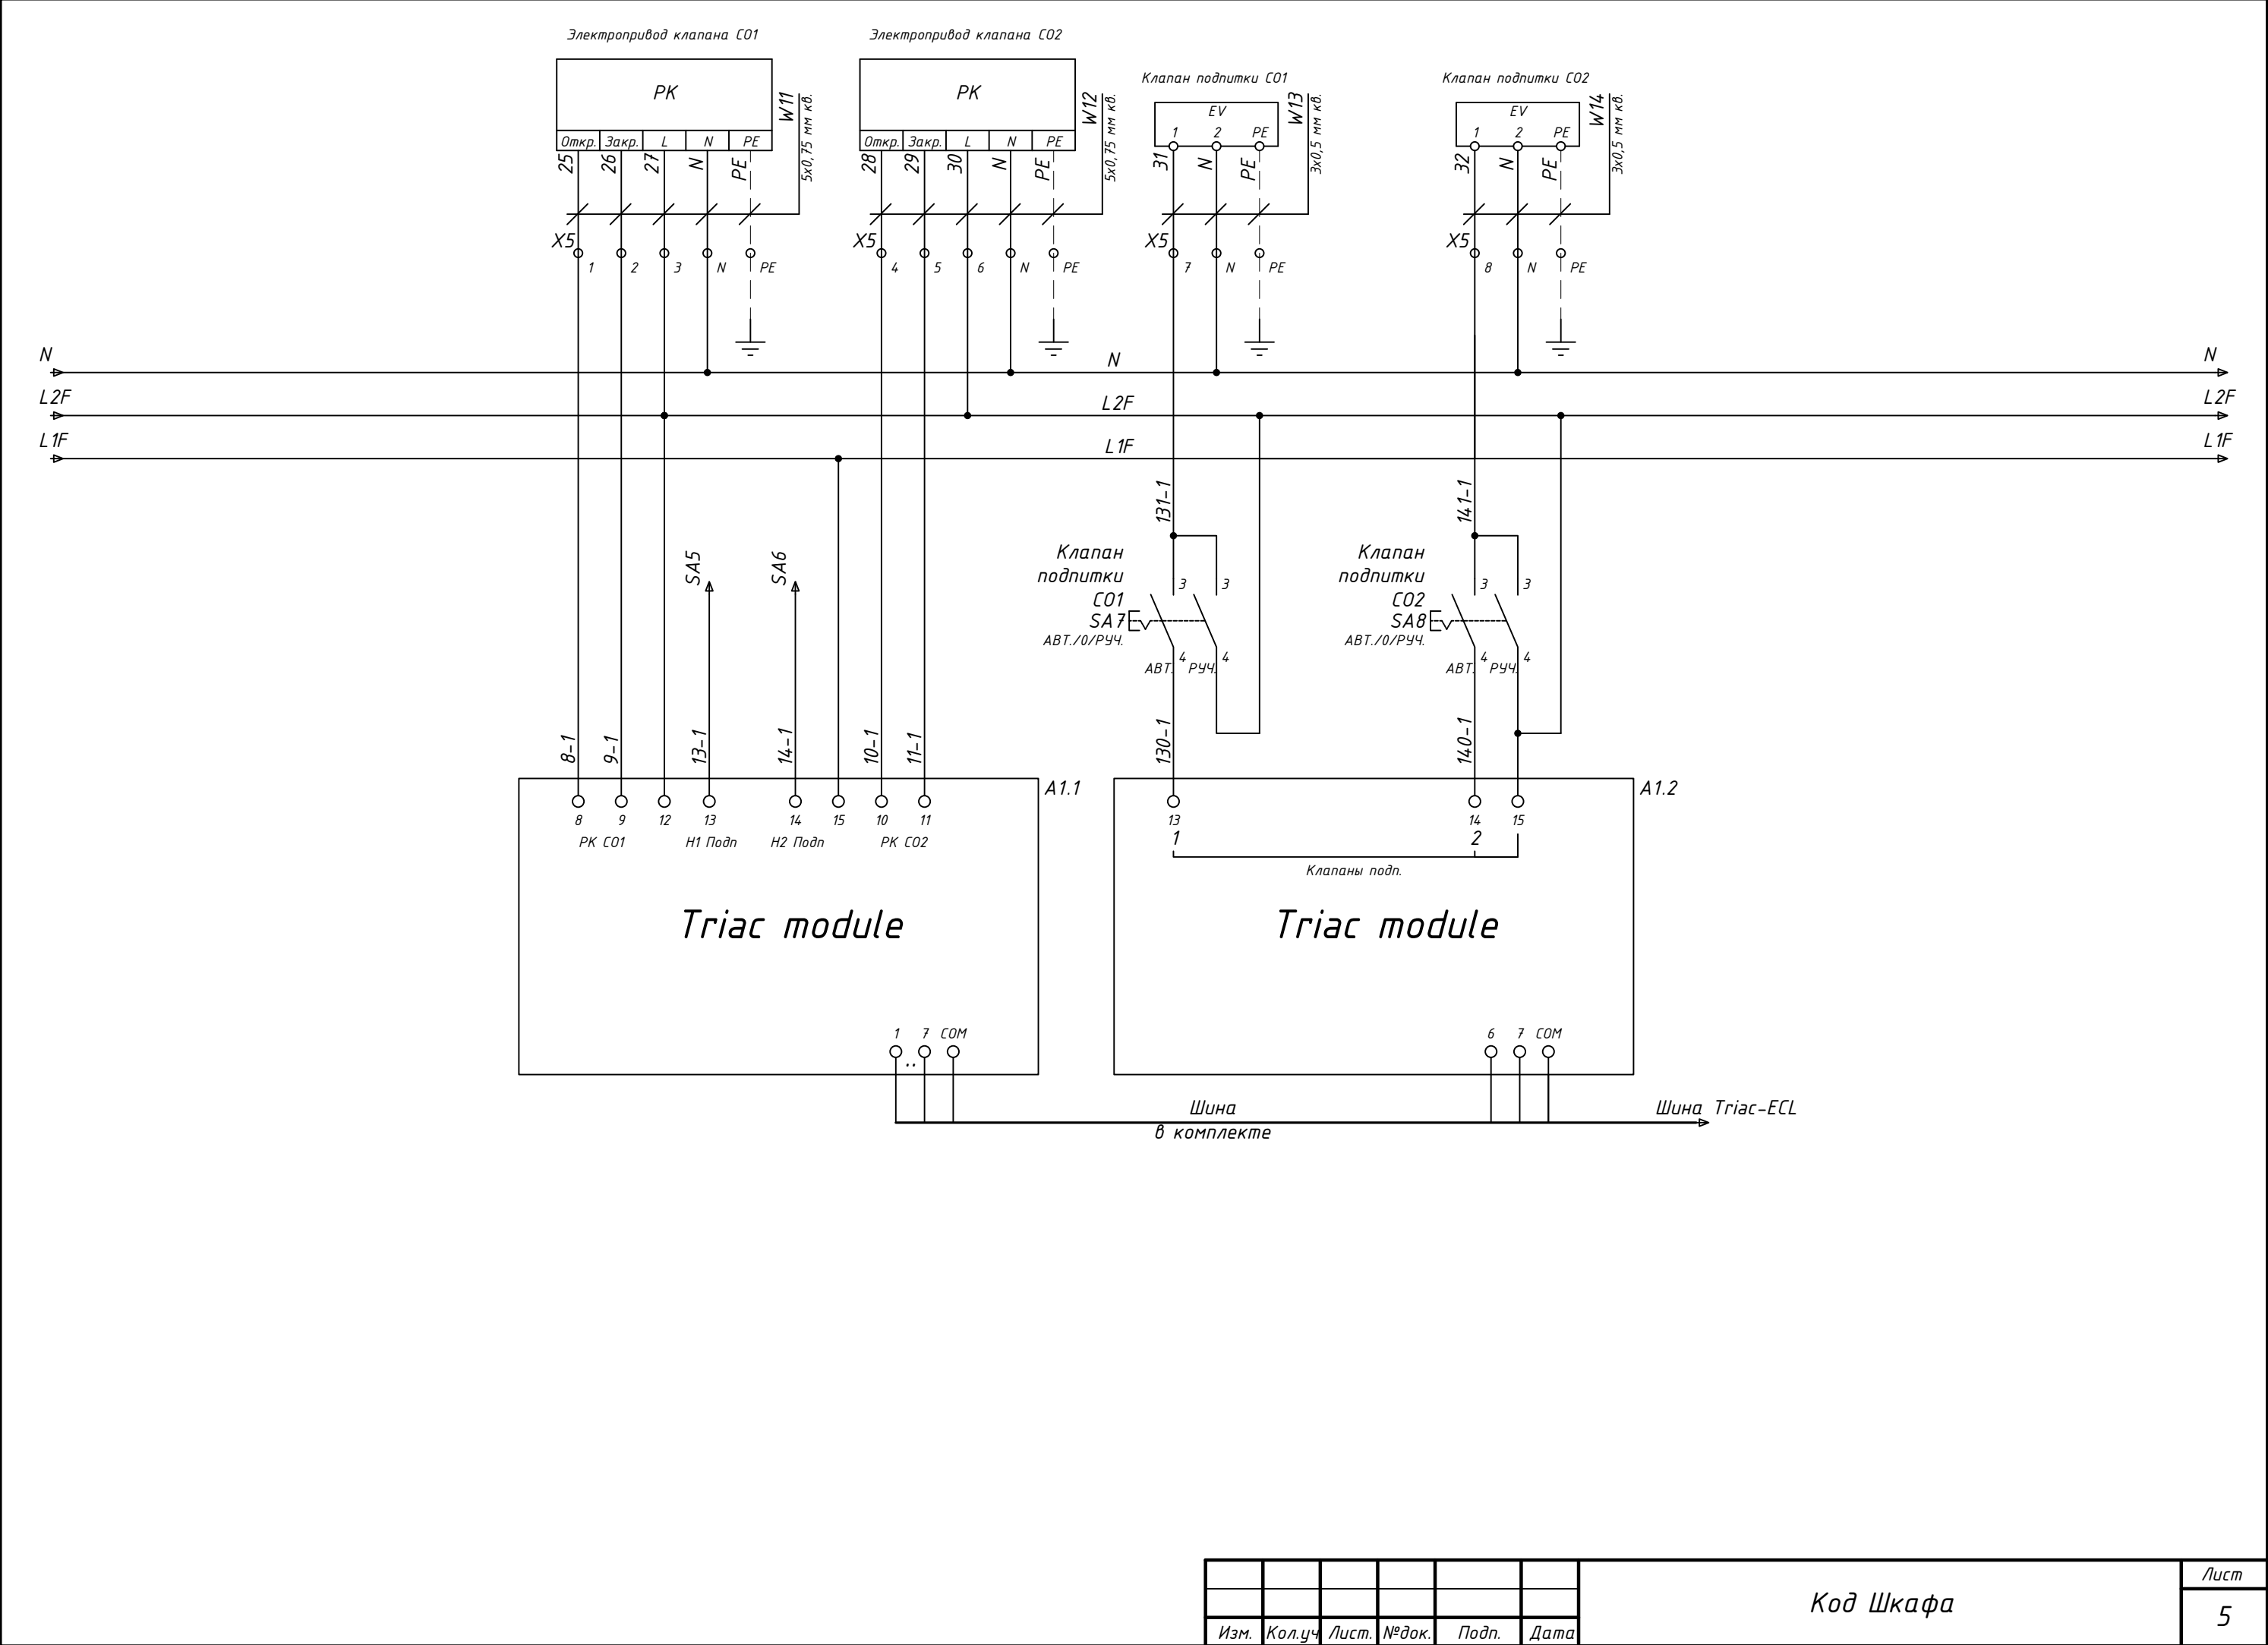 Электропривод клапана СО1
Электропривод клапана СО2
Клапан подпитки СО1
Клапан подпитки СО2
РК
РК
EV
EV
Откр. Закр. L N PE
Откр. Закр. L N PE
1 2 PE
1 2 PE
W11
5х0,75 мм кв.
W12
5х0,75 мм кв.
W13
3х0,5 мм кв.
W14
3х0,5 мм кв.
25 26 27 N PE
28 29 30 N PE
31 N PE
32 N PE
X5
1 2 3 N PE
X5
4 5 6 N PE
X5
7 N PE
X5
8 N PE
N N N
L2F L2F L2F
L1F L1F L1F
131-1
141-1
SA5
SA6
Клапан
подпитки
СО1
SA7
АВТ./0/РУЧ.
3 3
4 4
АВТ. РУЧ.
Клапан
подпитки
СО2
SA8
АВТ./0/РУЧ.
3 3
4 4
АВТ. РУЧ.
8-1 9-1 13-1 14-1 10-1 11-1
130-1
140-1
A1.1
A1.2
8 9 12 13 14 15 10 11
РК СО1 Н1 Подп Н2 Подп РК СО2
13 14 15
1 2
Клапаны подп.
Triac module
Triac module
1 .. 7 COM
6 7 COM
Шина
в комплекте
Шина Triac-ECL
Изм. Кол.уч Лист. №док. Подп. Дата
Код Шкафа
Лист
5